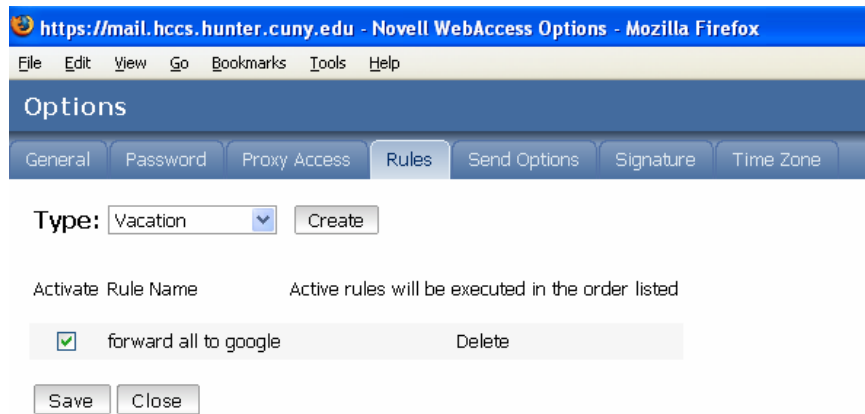 https://mail.hccs.hunter.cuny.edu - Novell WebAccess Options - Mozilla Firefox
File Edit View Go Bookmarks Tools Help
Options
General Password Proxy Access Rules Send Options Signature Time Zone
Type: Vacation Create
Activate Rule Name Active rules will be executed in the order listed
forward all to google Delete
Save Close